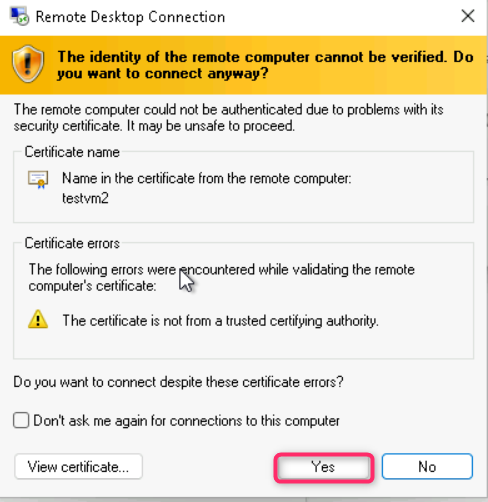 Remote Desktop Connection
The identity of the remote computer cannot be verified. Do
you want to connect anyway?
The remote computer could not be authenticated due to problems with its
security certificate. It may be unsafe to proceed.
Certificate name
Name in the certificate from the remote computer:
testvm2
Certificate errors
The following errors were encountered while validating the remote
computer's certificate:
The certificate is not from a trusted certifying authority.
Do you want to connect despite these certificate errors?
Don't ask me again for connections to this computer
View certificate... Yes No